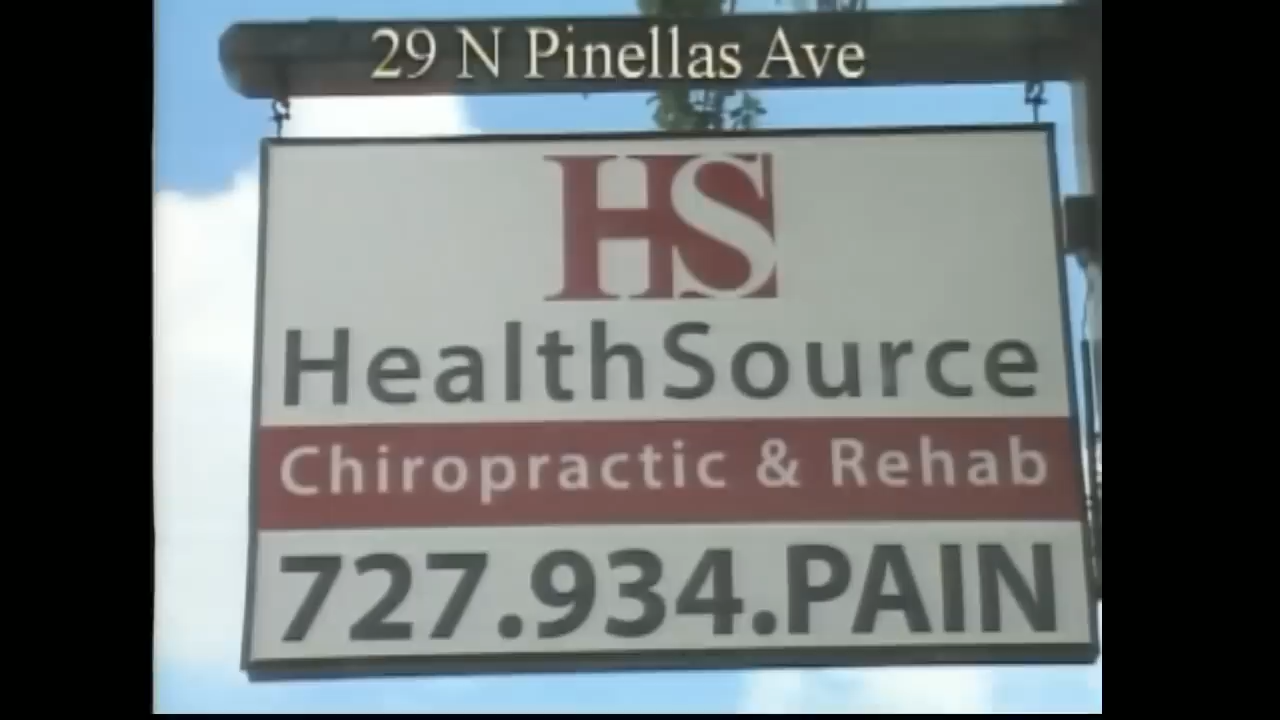 29 N Pinellas Ave
HS
HealthSource
Chiropractic & Rehab
727.934.PAIN